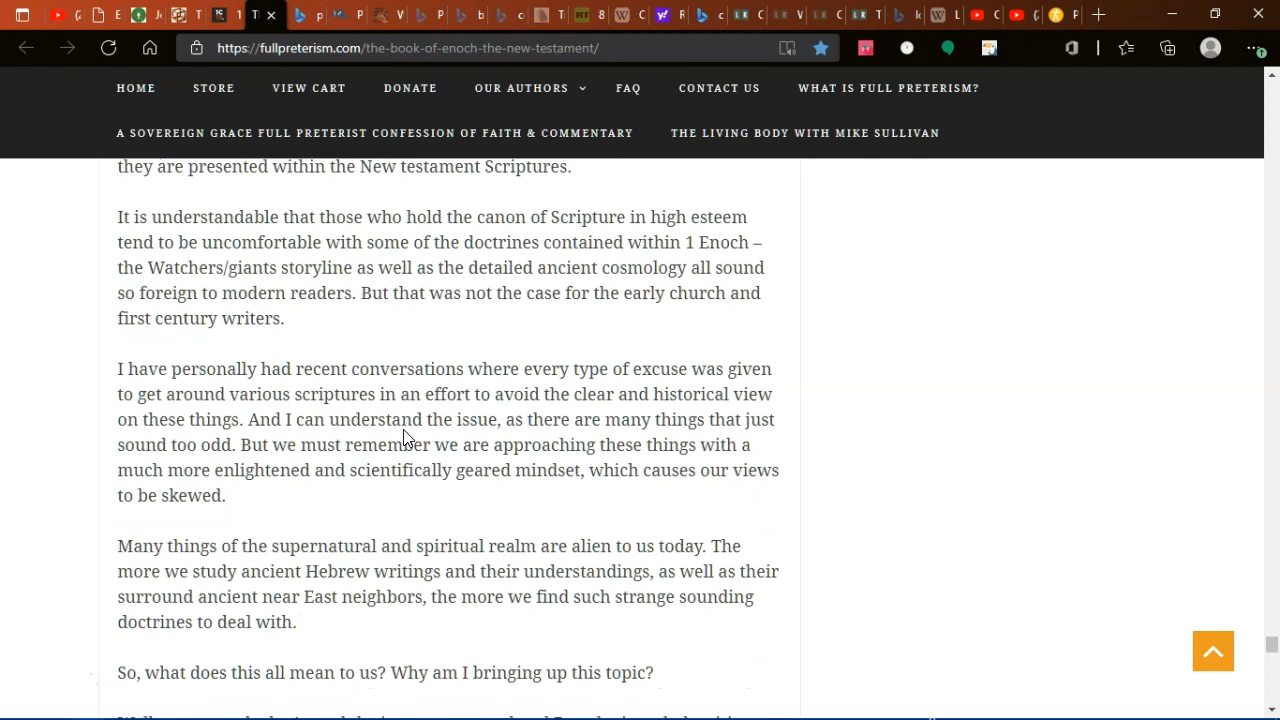 https://fullpreterism.com/the-book-of-enoch-the-new-testament/
HOME STORE VIEW CART DONATE OUR AUTHORS FAQ CONTACT US WHAT IS FULL PRETERISM?
A SOVEREIGN GRACE FULL PRETERIST CONFESSION OF FAITH & COMMENTARY THE LIVING BODY WITH MIKE SULLIVAN
they are presented within the New testament Scriptures.
It is understandable that those who hold the canon of Scripture in high esteem
tend to be uncomfortable with some of the doctrines contained within 1 Enoch –
the Watchers/giants storyline as well as the detailed ancient cosmology all sound
so foreign to modern readers. But that was not the case for the early church and
first century writers.
I have personally had recent conversations where every type of excuse was given
to get around various scriptures in an effort to avoid the clear and historical view
on these things. And I can understand the issue, as there are many things that just
sound too odd. But we must remember we are approaching these things with a
much more enlightened and scientifically geared mindset, which causes our views
to be skewed.
Many things of the supernatural and spiritual realm are alien to us today. The
more we study ancient Hebrew writings and their understandings, as well as their
surround ancient near East neighbors, the more we find such strange sounding
doctrines to deal with.
So, what does this all mean to us? Why am I bringing up this topic?